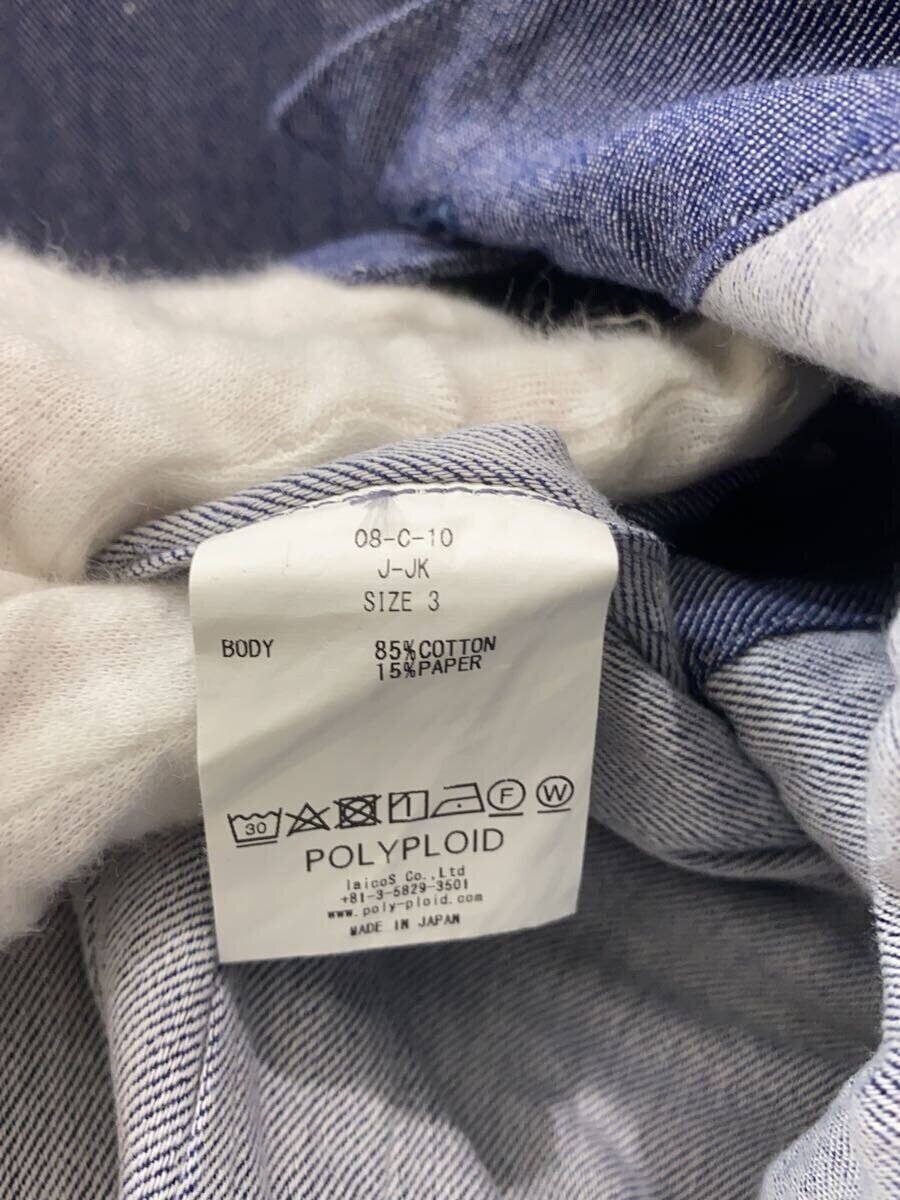 08-C-10
J-JK
SIZE 3
BODY 85%COTTON
15%PAPER
30 F W
POLYPLOID
laicoS Co.,Ltd
+81-3-5829-3501
www.poly-ploid.com
MADE IN JAPAN